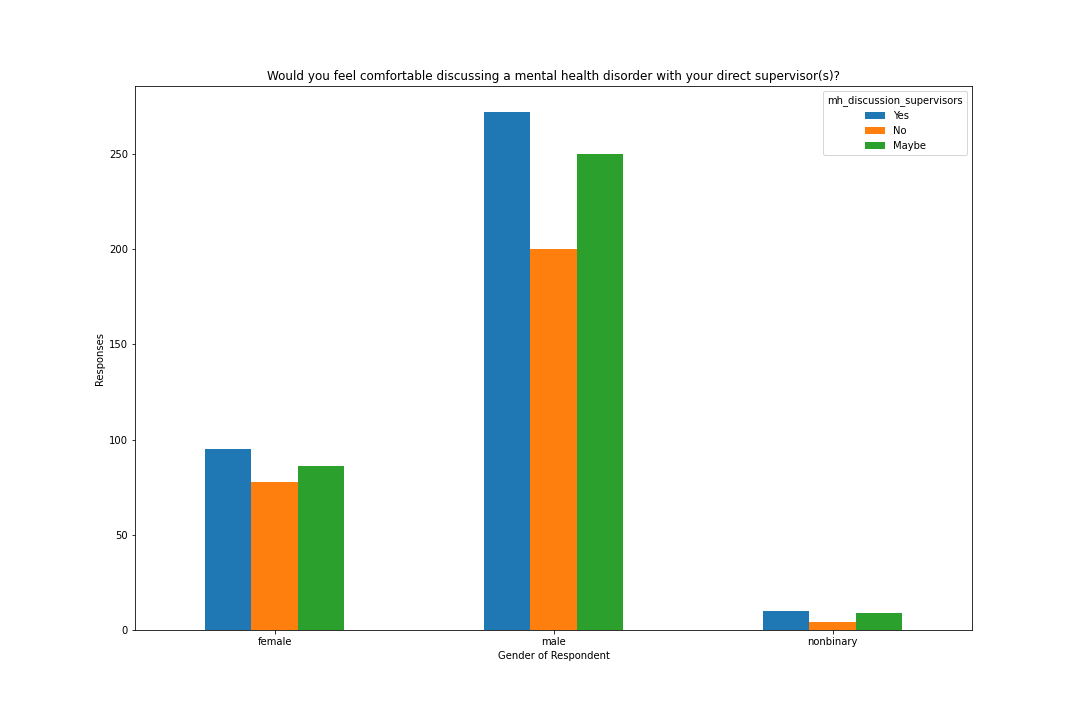 Would you feel comfortable discussing a mental health disorder with your direct supervisor(s)?
mh_discussion_supervisors
Yes
No
Maybe
250
200
150
100
50
0
Responses
female
male
nonbinary
Gender of Respondent